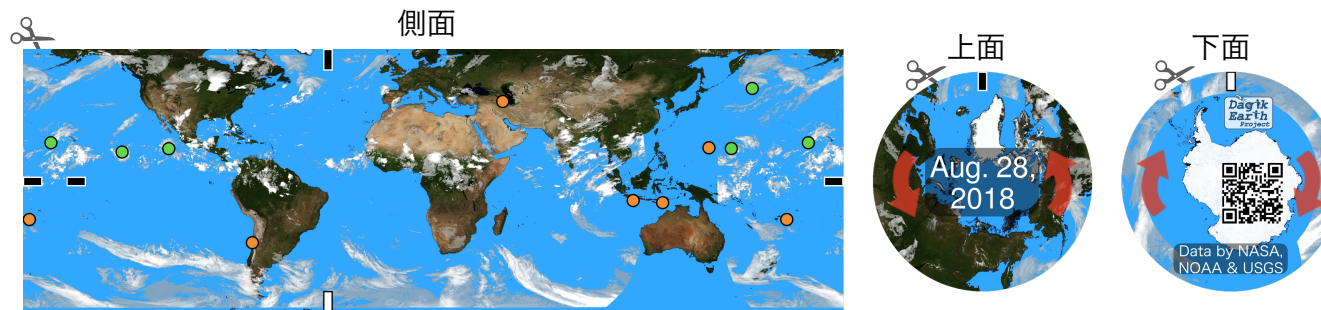 側面
上面
下面
Aug. 28,
2018
Dagik
Earth
Project
Data by NASA,
NOAA & USGS